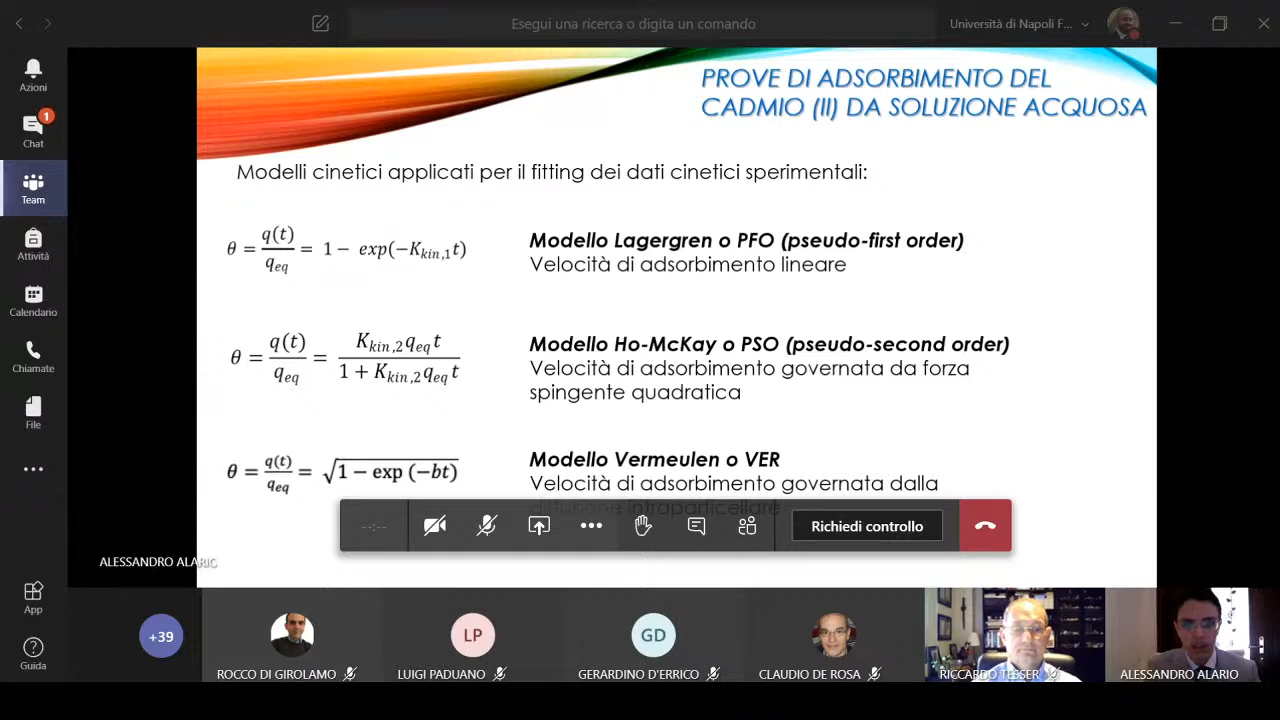 Esegui una ricerca o digita un comando
Università di Napoli F...
Azioni
1
Chat
Team
Attività
Calendario
Chiamate
File
App
Guida
PROVE DI ADSORBIMENTO DEL
CADMIO (II) DA SOLUZIONE ACQUOSA
Modelli cinetici applicati per il fitting dei dati cinetici sperimentali:
θ = q(t)/q_eq = 1 − exp(−K_kin,1 t)
Modello Lagergren o PFO (pseudo-first order)
Velocità di adsorbimento lineare
θ = q(t)/q_eq = K_kin,2 q_eq t / 1 + K_kin,2 q_eq t
Modello Ho-McKay o PSO (pseudo-second order)
Velocità di adsorbimento governata da forza
spingente quadratica
θ = q(t)/q_eq = √1 − exp (−bt)
Modello Vermeulen o VER
Velocità di adsorbimento governata dalla
diffusione intraparticellare
--:--
Richiedi controllo
ALESSANDRO ALARIO
+39
ROCCO DI GIROLAMO
LP
LUIGI PADUANO
GD
GERARDINO D'ERRICO
CLAUDIO DE ROSA
RICCARDO TESSER
ALESSANDRO ALARIO